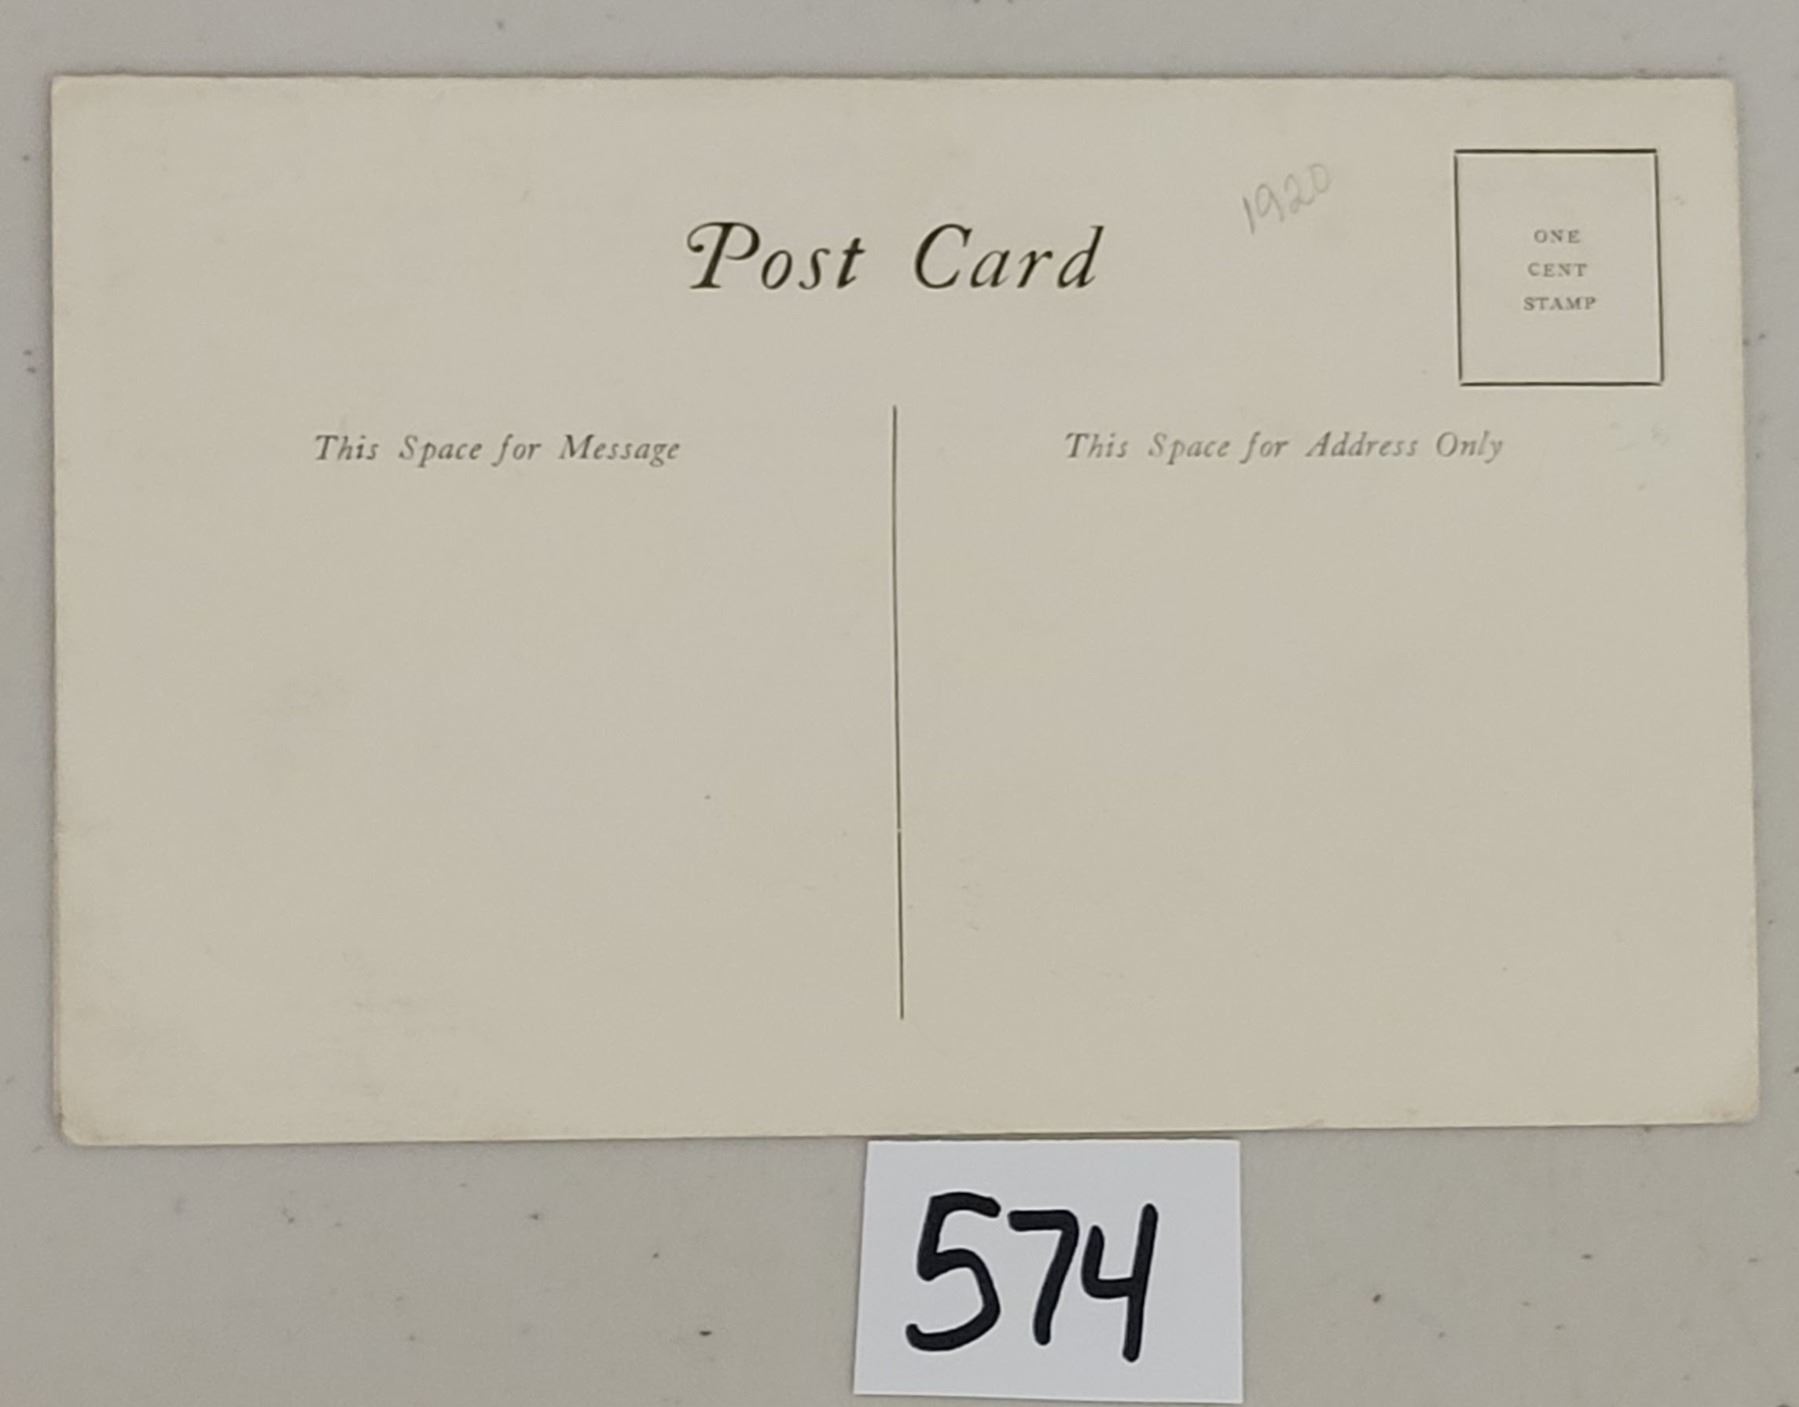 Post Card
1920
ONE
CENT
STAMP
This Space for Message
This Space for Address Only
574